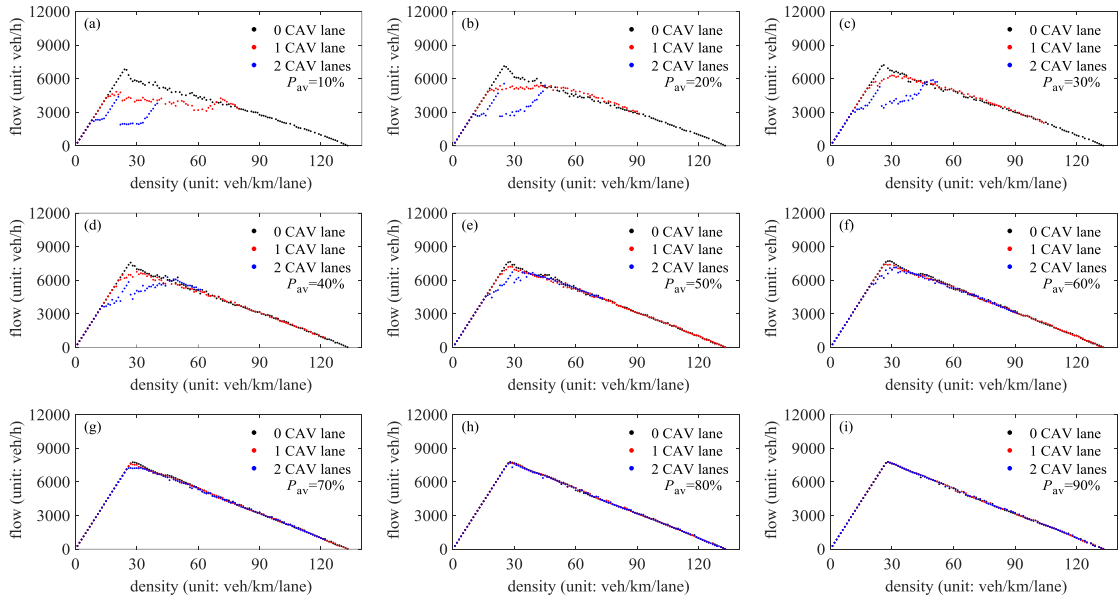 (a)
0 CAV lane
1 CAV lane
2 CAV lanes
Pav=10%
12000
9000
6000
3000
0
flow (unit: veh/h)
0 30 60 90 120
density (unit: veh/km/lane)
(b)
0 CAV lane
1 CAV lane
2 CAV lanes
Pav=20%
12000
9000
6000
3000
0
flow (unit: veh/h)
0 30 60 90 120
density (unit: veh/km/lane)
(c)
0 CAV lane
1 CAV lane
2 CAV lanes
Pav=30%
12000
9000
6000
3000
0
flow (unit: veh/h)
0 30 60 90 120
density (unit: veh/km/lane)
(d)
0 CAV lane
1 CAV lane
2 CAV lanes
Pav=40%
12000
9000
6000
3000
0
flow (unit: veh/h)
0 30 60 90 120
density (unit: veh/km/lane)
(e)
0 CAV lane
1 CAV lane
2 CAV lanes
Pav=50%
12000
9000
6000
3000
0
flow (unit: veh/h)
0 30 60 90 120
density (unit: veh/km/lane)
(f)
0 CAV lane
1 CAV lane
2 CAV lanes
Pav=60%
12000
9000
6000
3000
0
flow (unit: veh/h)
0 30 60 90 120
density (unit: veh/km/lane)
(g)
0 CAV lane
1 CAV lane
2 CAV lanes
Pav=70%
12000
9000
6000
3000
0
flow (unit: veh/h)
0 30 60 90 120
density (unit: veh/km/lane)
(h)
0 CAV lane
1 CAV lane
2 CAV lanes
Pav=80%
12000
9000
6000
3000
0
flow (unit: veh/h)
0 30 60 90 120
density (unit: veh/km/lane)
(i)
0 CAV lane
1 CAV lane
2 CAV lanes
Pav=90%
12000
9000
6000
3000
0
flow (unit: veh/h)
0 30 60 90 120
density (unit: veh/km/lane)